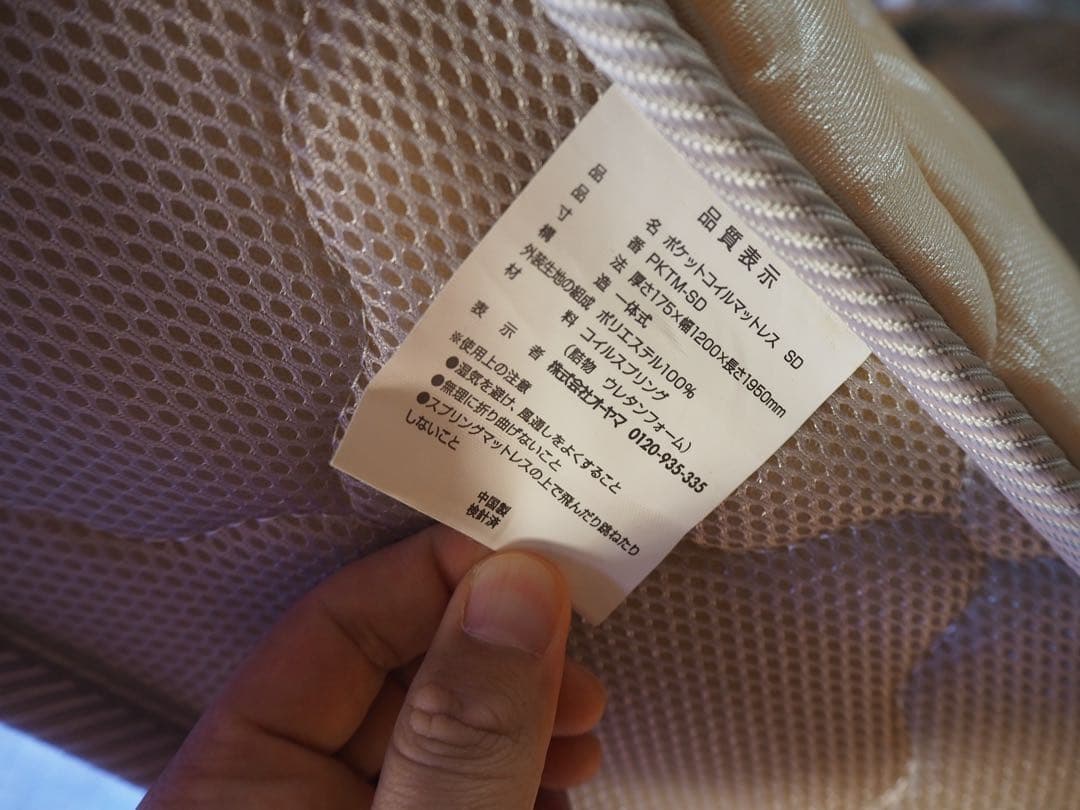 品質表示
品 名 ポケットコイルマットレス SD
品 番 PKTM-SD
寸 法 厚さ175×幅1200×長さ1950mm
構 造 一体式
外装生地の組成 ポリエステル100%
材 料 コイルスプリング
(詰物 ウレタンフォーム)
表 示 者 株式会社オーヤマ 0120-935-335
※使用上の注意
●湿気を避け、風通しをよくすること
●無理に折り曲げないこと
●スプリングマットレスの上で飛んだり跳ねたり
しないこと
中国製
検針済